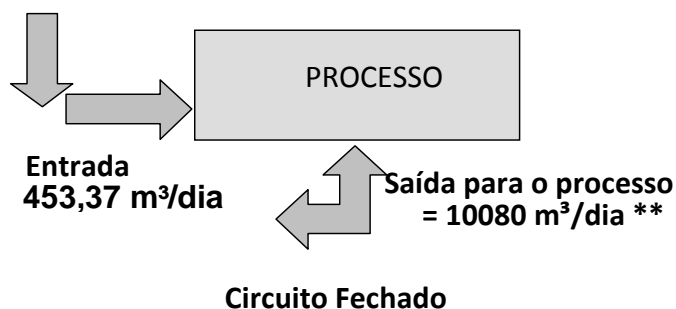 PROCESSO
Entrada
453,37 m³/dia
Saída para o processo
= 10080 m³/dia **
Circuito Fechado